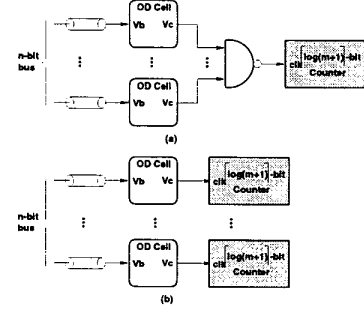 OD Cell
Vb Vc
n-bit
bus
OD Cell
Vb Vc
clk ⌈log(m+1)⌉-bit
Counter
(a)
OD Cell
Vb Vc
clk ⌈log(m+1)⌉-bit
Counter
n-bit
bus
OD Cell
Vb Vc
clk ⌈log(m+1)⌉-bit
Counter
(b)